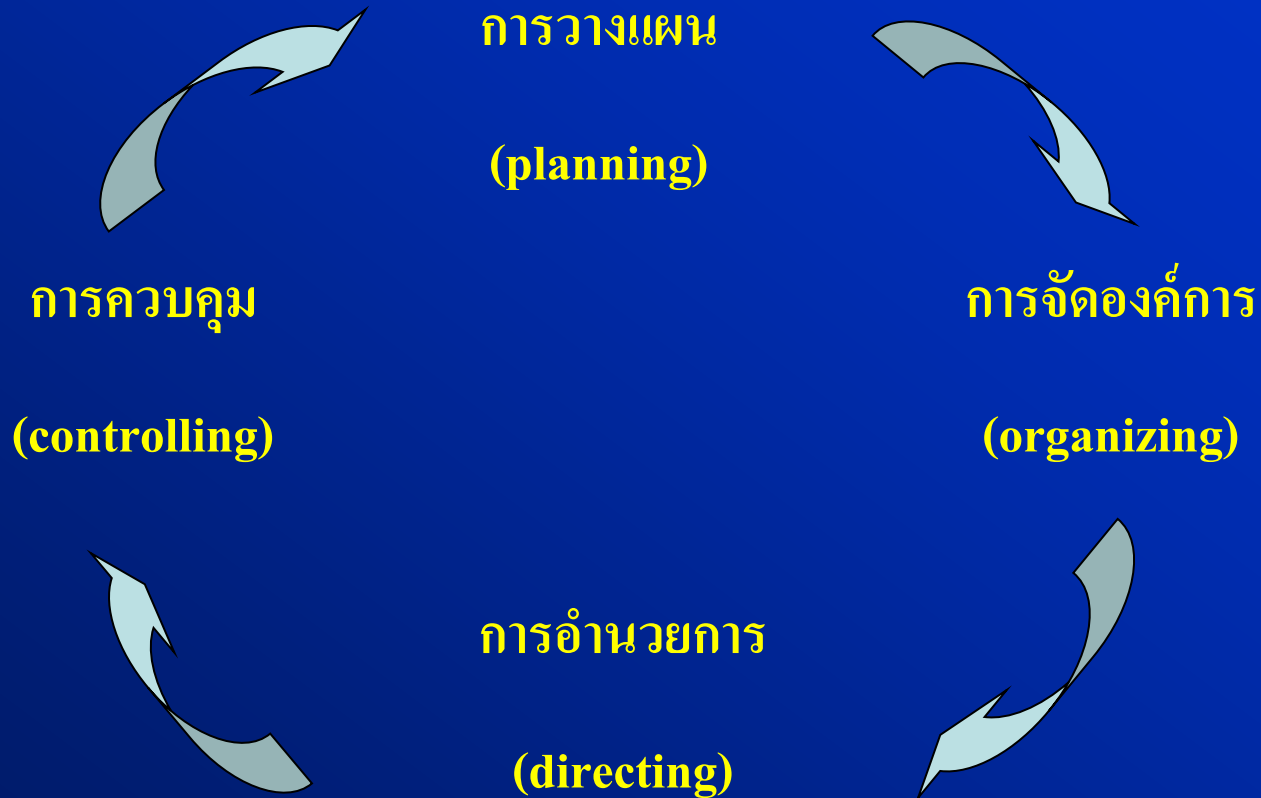 การวางแผน
(planning)
การควบคุม
(controlling)
การจัดองค์การ
(organizing)
การอำนวยการ
(directing)